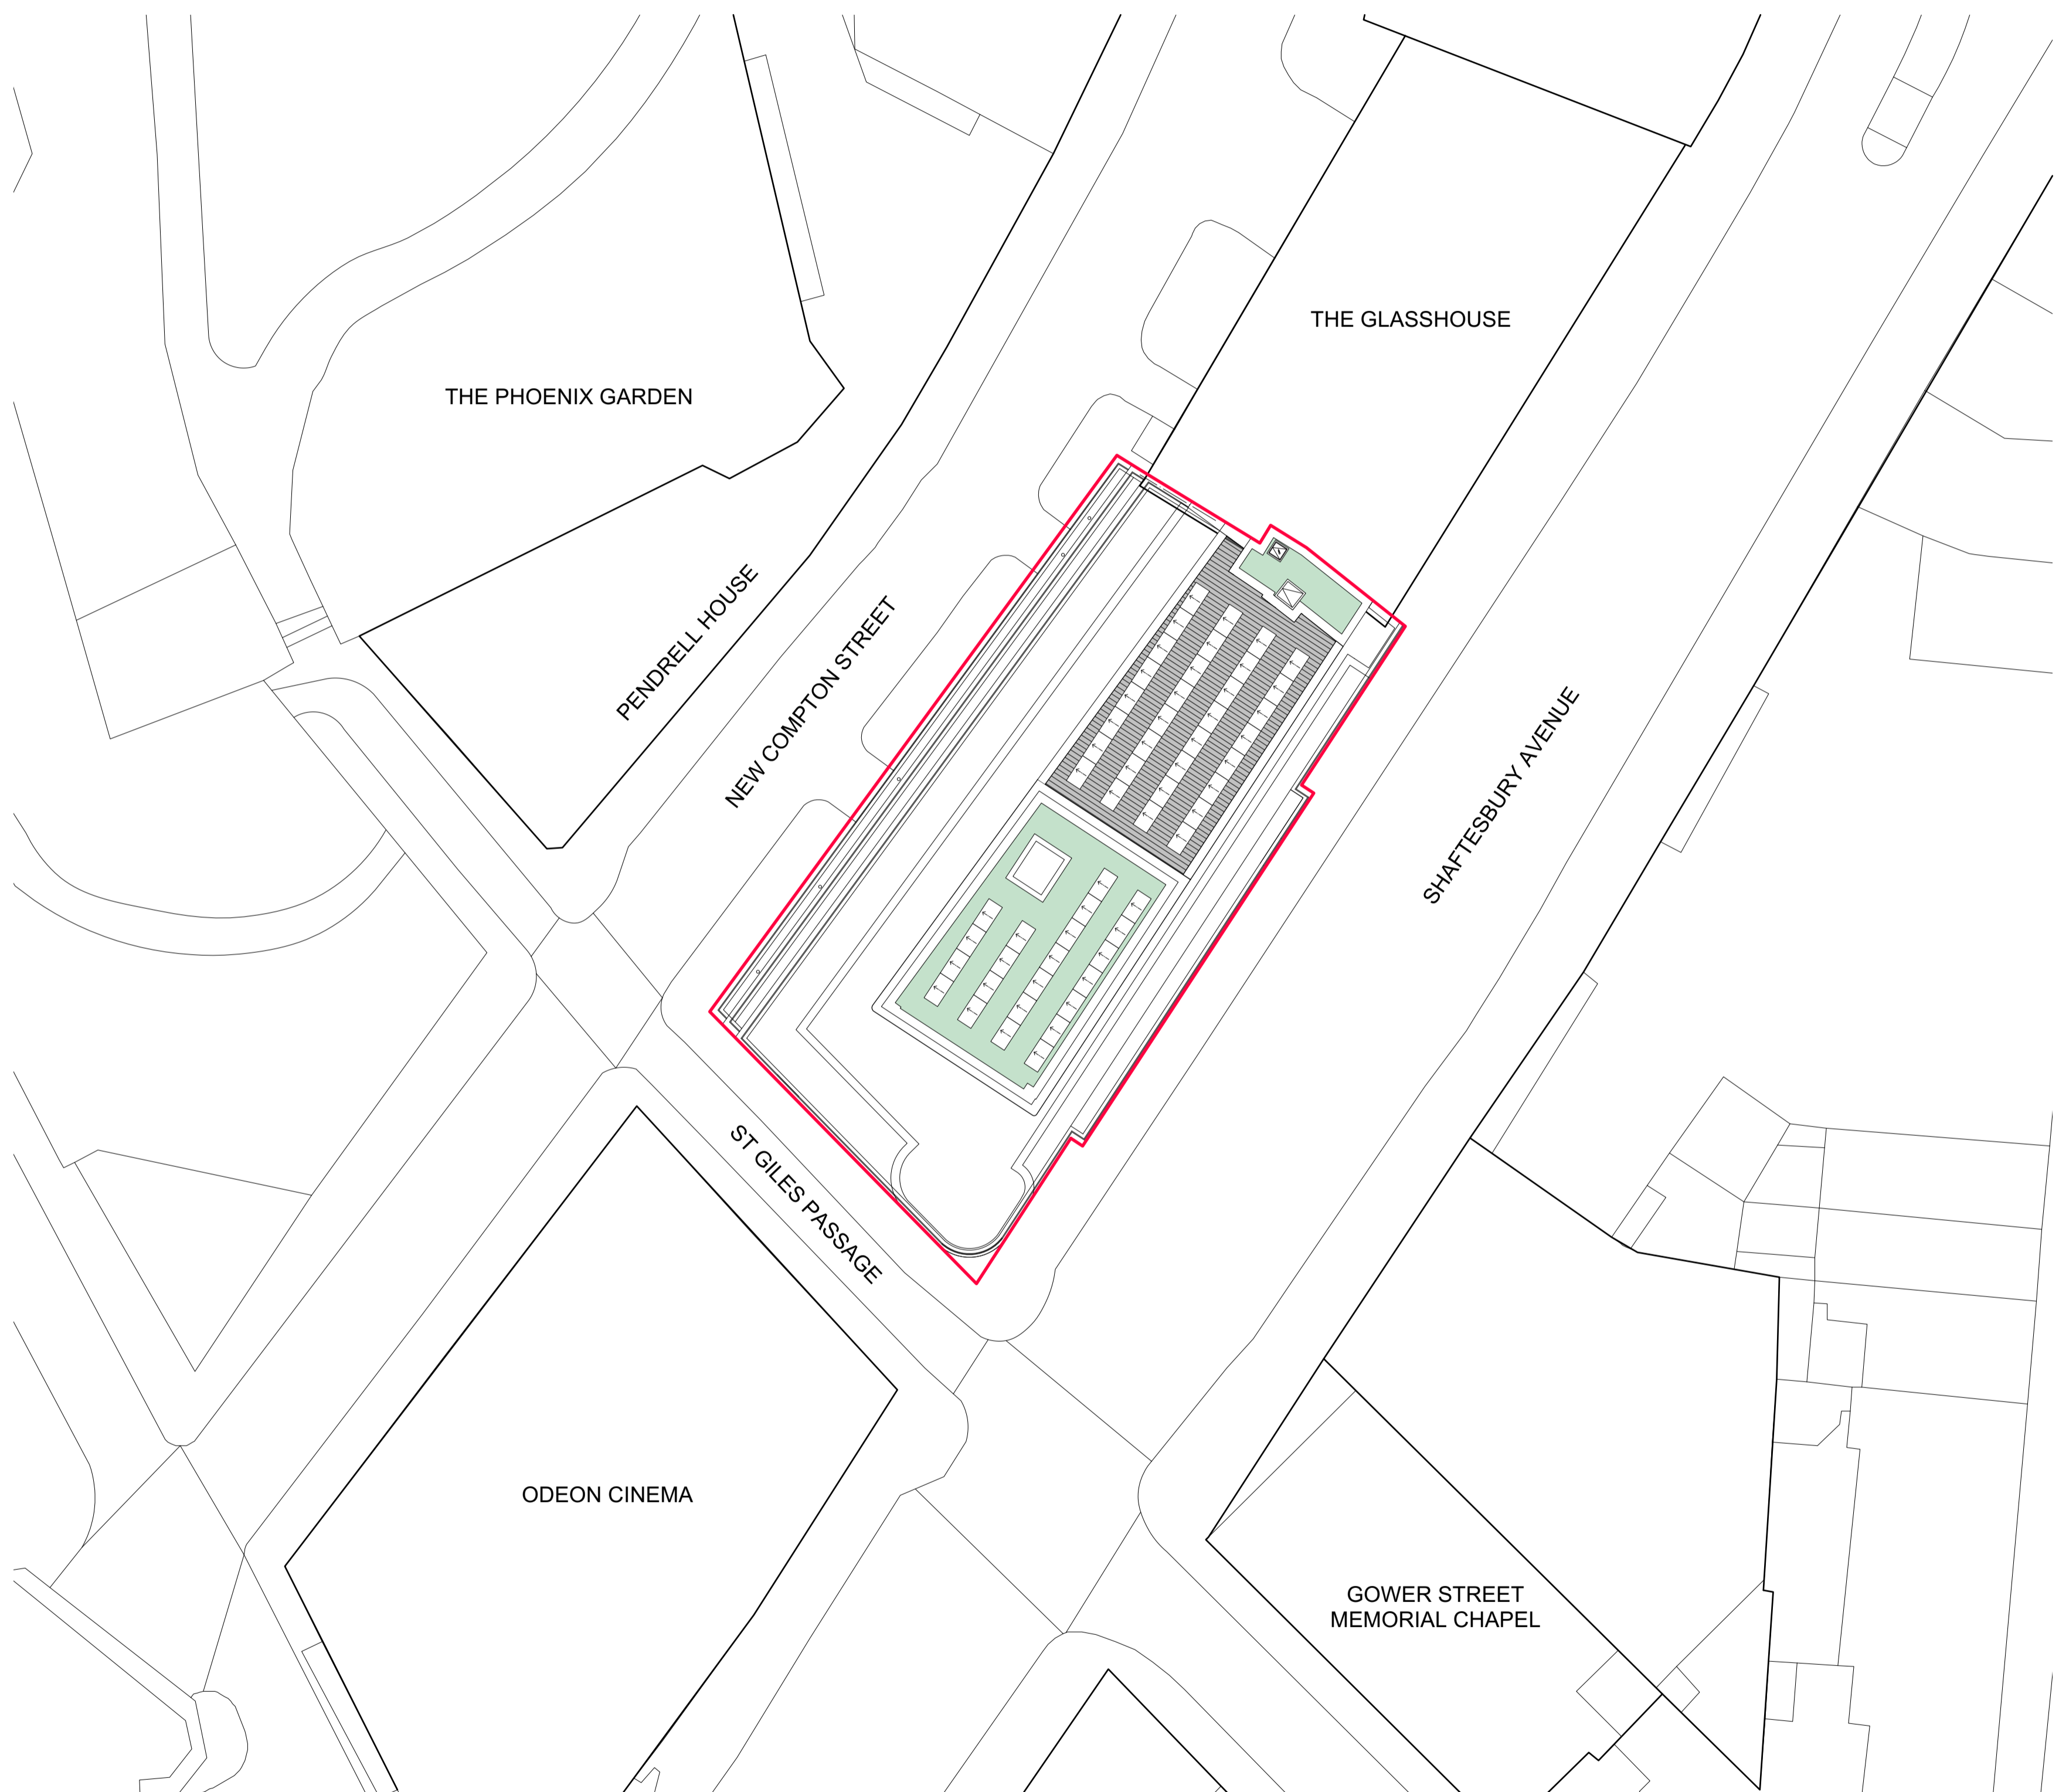 THE GLASSHOUSE
THE PHOENIX GARDEN
PENDRELL HOUSE
NEW COMPTON STREET
SHAFTESBURY AVENUE
ST GILES PASSAGE
ODEON CINEMA
GOWER STREET
MEMORIAL CHAPEL